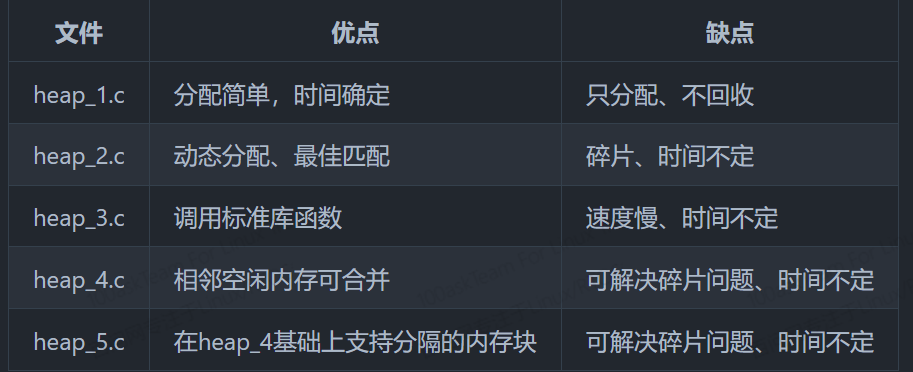 文件 优点 缺点
heap_1.c 分配简单，时间确定 只分配、不回收
heap_2.c 动态分配、最佳匹配 碎片、时间不定
heap_3.c 调用标准库函数 速度慢、时间不定
heap_4.c 相邻空闲内存可合并 可解决碎片问题、时间不定
heap_5.c 在heap_4基础上支持分隔的内存块 可解决碎片问题、时间不定